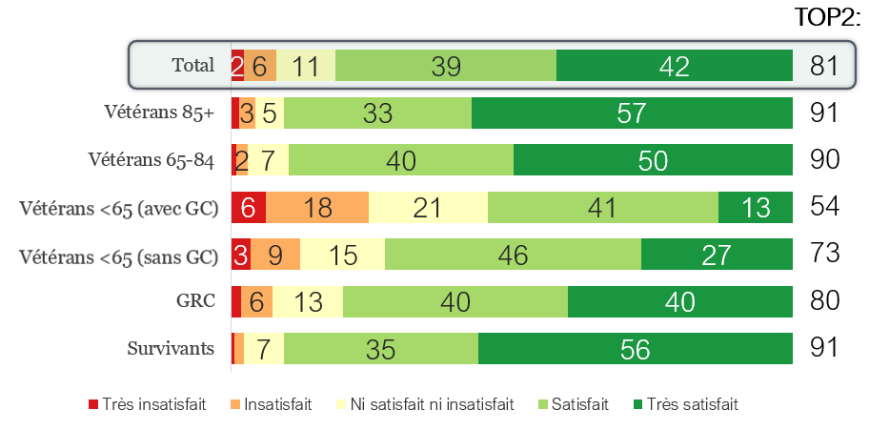 TOP2:
Total 2 6 11 39 42 81
Vétérans 85+ 3 5 33 57 91
Vétérans 65-84 2 7 40 50 90
Vétérans <65 (avec GC) 6 18 21 41 13 54
Vétérans <65 (sans GC) 3 9 15 46 27 73
GRC 6 13 40 40 80
Survivants 7 35 56 91
Très insatisfait Insatisfait Ni satisfait ni insatisfait Satisfait Très satisfait